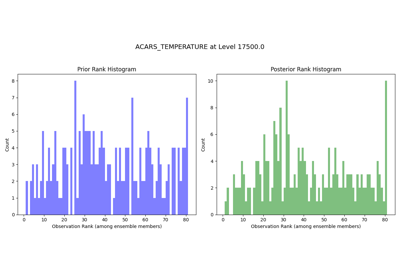 ACARS_TEMPERATURE at Level 17500.0
Prior Rank Histogram
Posterior Rank Histogram
8
7
6
5
4
3
2
1
0
Count
0 10 20 30 40 50 60 70 80
Observation Rank (among ensemble members)
10
8
6
4
2
0
Count
0 10 20 30 40 50 60 70 80
Observation Rank (among ensemble members)